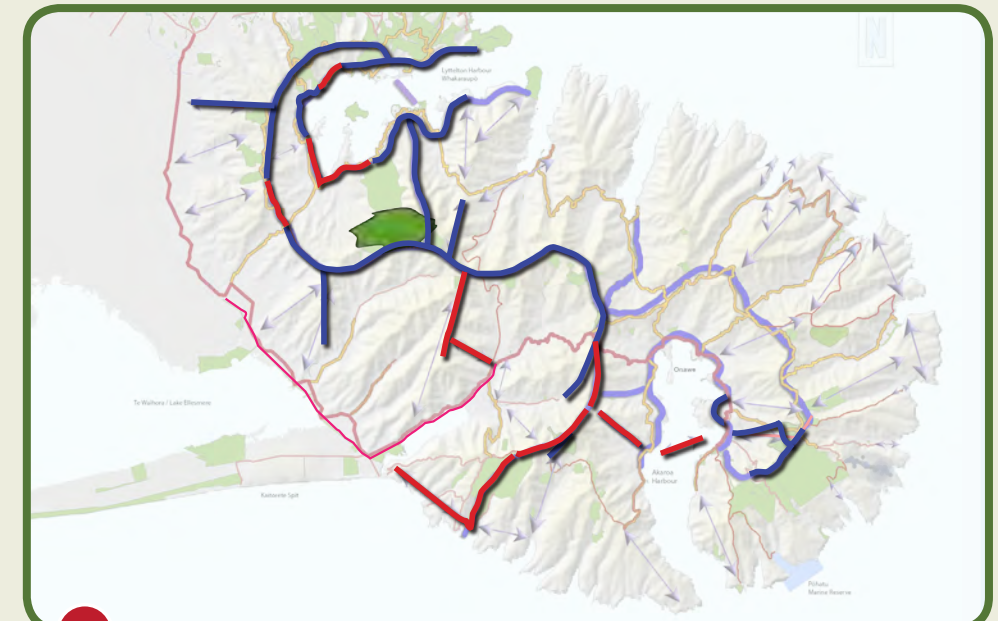 N
Lyttelton Harbour
Whakaraupō
Onawe
Te Waihora / Lake Ellesmere
Akaroa
Harbour
Kaitorete Spit
Pōhatu
Marine Reserve